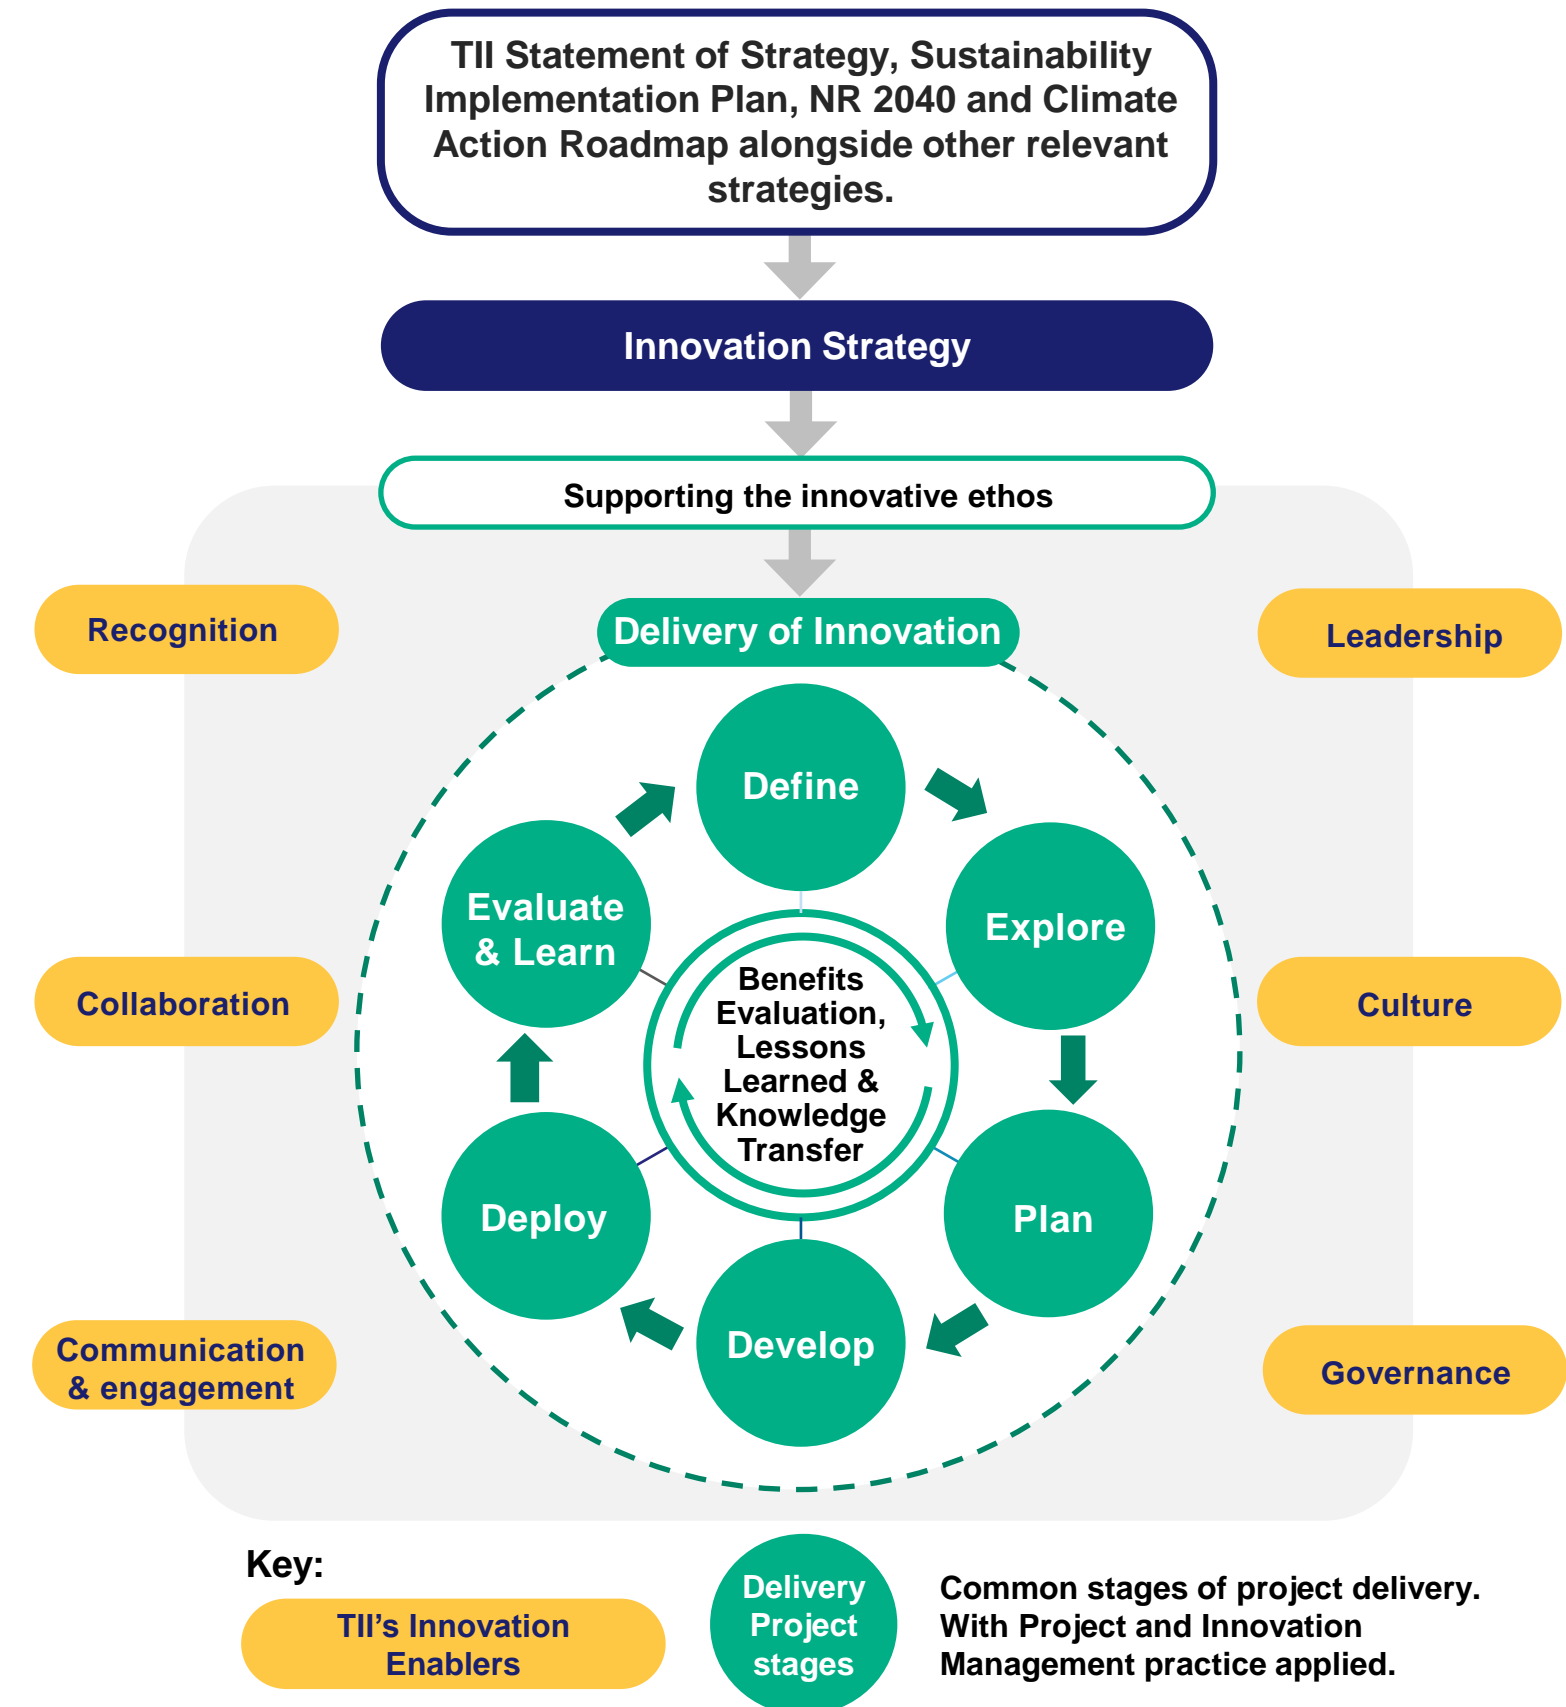 TII Statement of Strategy, Sustainability
Implementation Plan, NR 2040 and Climate
Action Roadmap alongside other relevant
strategies.
Innovation Strategy
Supporting the innovative ethos
Delivery of Innovation
Recognition
Leadership
Define
Evaluate
& Learn
Explore
Benefits
Evaluation,
Lessons
Learned &
Knowledge
Transfer
Collaboration
Culture
Deploy
Plan
Develop
Communication
& engagement
Governance
Key:
TII’s Innovation
Enablers
Delivery
Project
stages
Common stages of project delivery.
With Project and Innovation
Management practice applied.